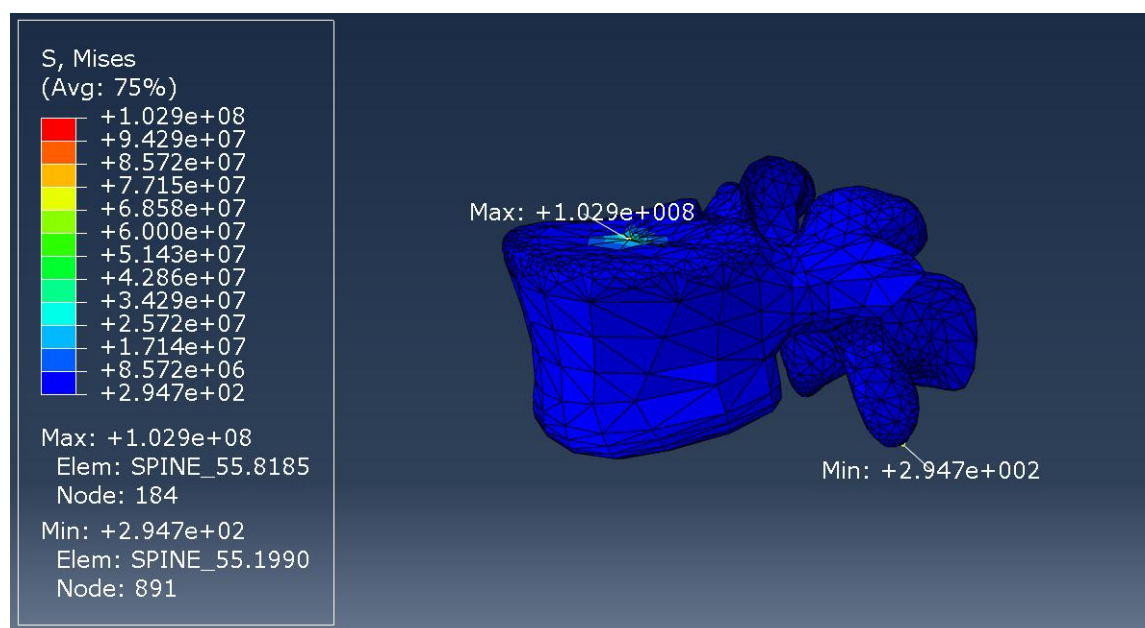 S, Mises
(Avg: 75%)
+1.029e+08
+9.429e+07
+8.572e+07
+7.715e+07
+6.858e+07
+6.000e+07
+5.143e+07
+4.286e+07
+3.429e+07
+2.572e+07
+1.714e+07
+8.572e+06
+2.947e+02
Max: +1.029e+08
Elem: SPINE_55.8185
Node: 184
Min: +2.947e+02
Elem: SPINE_55.1990
Node: 891
Max: +1.029e+008
Min: +2.947e+002